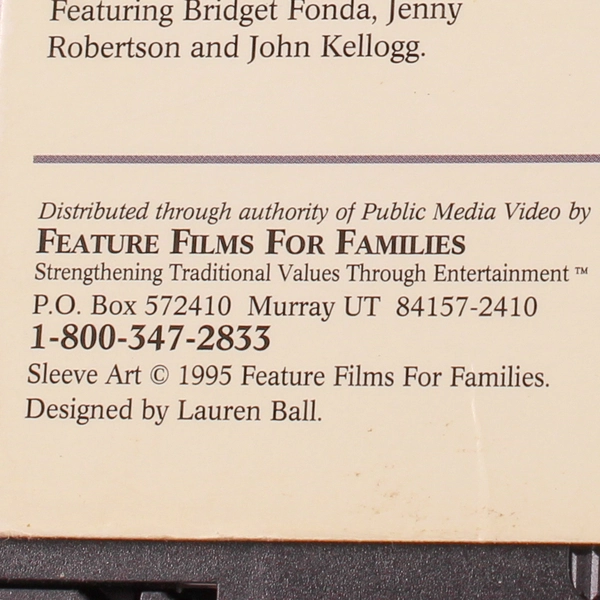 Featuring Bridget Fonda, Jenny
Robertson and John Kellogg.
Distributed through authority of Public Media Video by
FEATURE FILMS FOR FAMILIES
Strengthening Traditional Values Through Entertainment ™
P.O. Box 572410 Murray UT 84157-2410
1-800-347-2833
Sleeve Art © 1995 Feature Films For Families.
Designed by Lauren Ball.